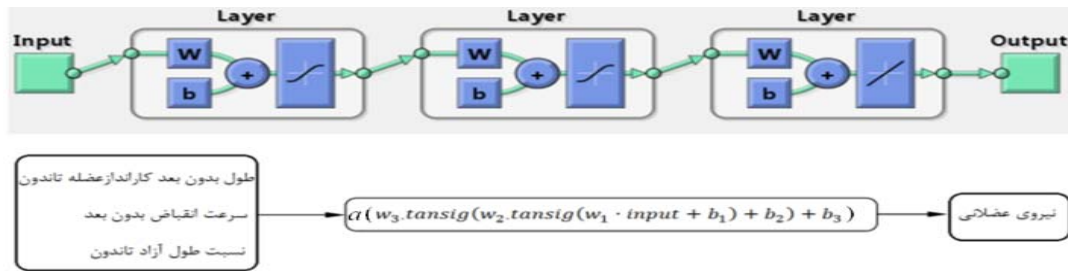 Layer Layer Layer
Input Output
W W W
+ + +
b b b
طول بدون بعد کاراندازعضله تاندون
سرعت انقباض بدون بعد
نسبت طول آزاد تاندون
a(w₃.tansig(w₂.tansig(w₁ · input + b₁) + b₂) + b₃)
نیروی عضلانی